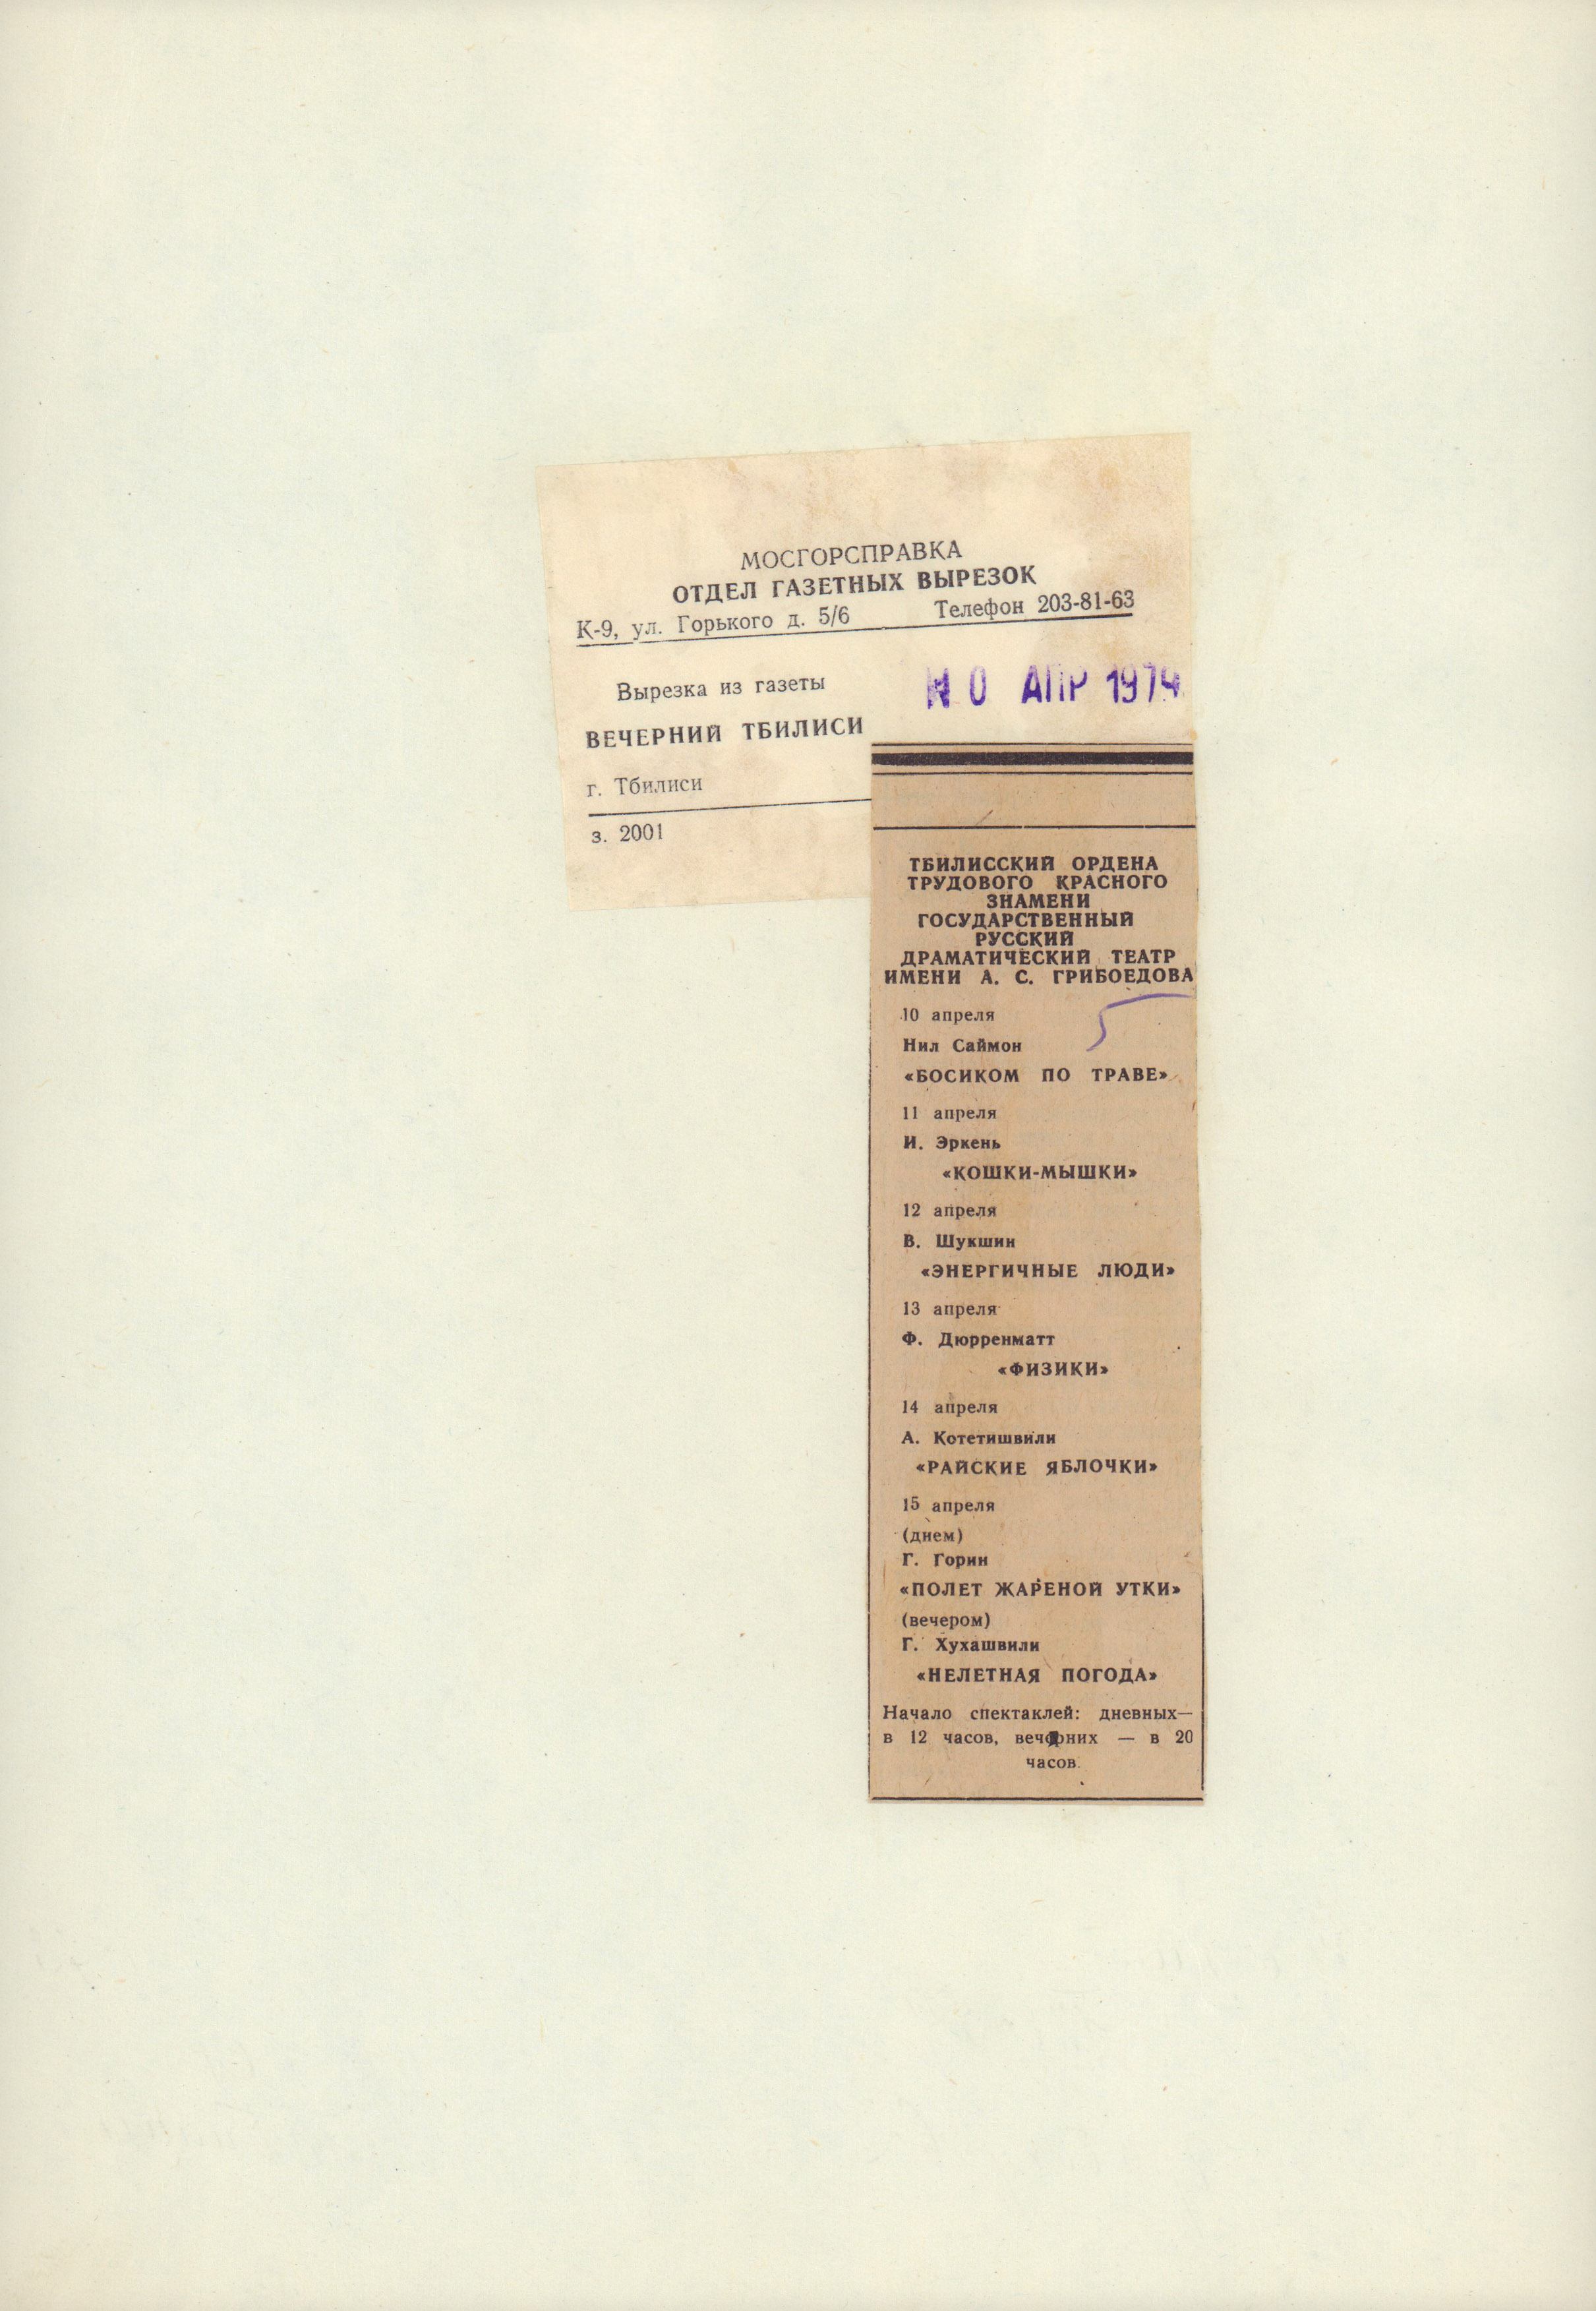 МОСГОРСПРАВКА
ОТДЕЛ ГАЗЕТНЫХ ВЫРЕЗОК
К-9, ул. Горького д. 5/6 Телефон 203-81-63
Вырезка из газеты
ВЕЧЕРНИЙ ТБИЛИСИ
0 АПР 1974
г. Тбилиси
з. 2001
ТБИЛИССКИЙ ОРДЕНА
ТРУДОВОГО КРАСНОГО
ЗНАМЕНИ
ГОСУДАРСТВЕННЫЙ
РУССКИЙ
ДРАМАТИЧЕСКИЙ ТЕАТР
ИМЕНИ А. С. ГРИБОЕДОВА
10 апреля
Нил Саймон
«БОСИКОМ ПО ТРАВЕ»
11 апреля
И. Эркень
«КОШКИ-МЫШКИ»
12 апреля
В. Шукшин
«ЭНЕРГИЧНЫЕ ЛЮДИ»
13 апреля
Ф. Дюрренматт
«ФИЗИКИ»
14 апреля
А. Котетишвили
«РАЙСКИЕ ЯБЛОЧКИ»
15 апреля
(днем)
Г. Горин
«ПОЛЕТ ЖАРЕНОЙ УТКИ»
(вечером)
Г. Хухашвили
«НЕЛЕТНАЯ ПОГОДА»
Начало спектаклей: дневных—
в 12 часов, вечерних — в 20
часов.